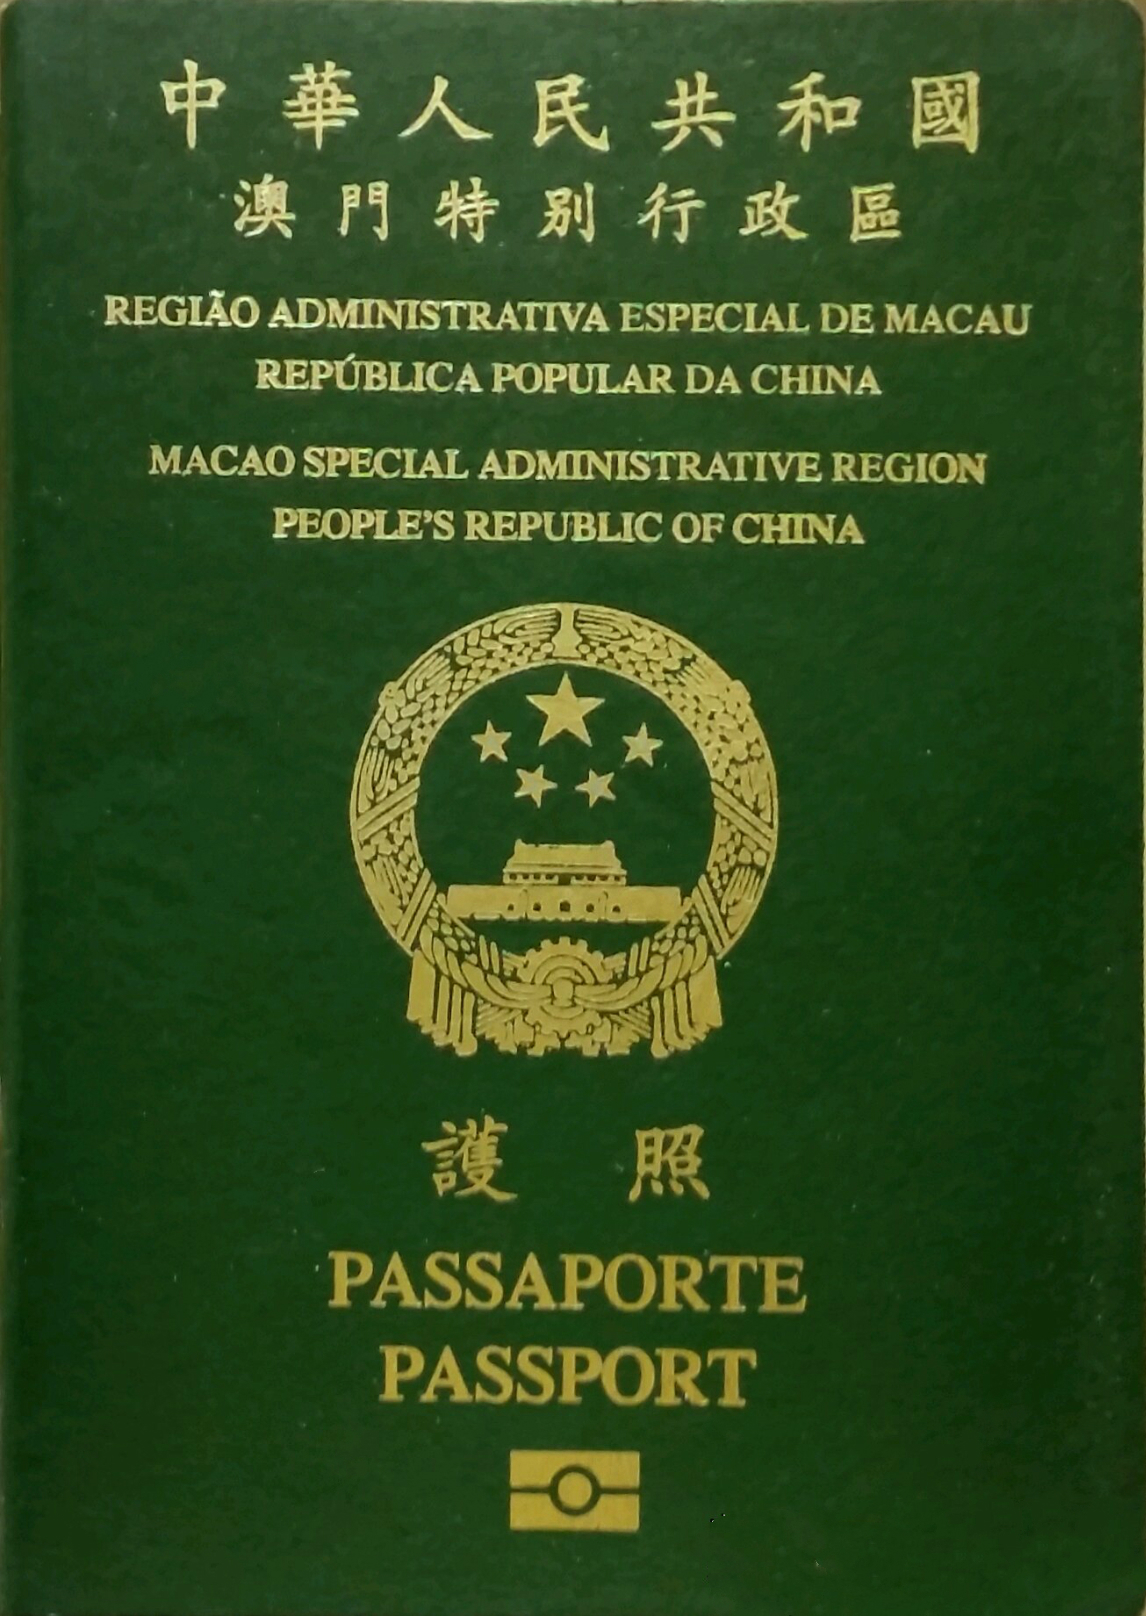 中華人民共和國
澳門特別行政區
REGIÃO ADMINISTRATIVA ESPECIAL DE MACAU
REPÚBLICA POPULAR DA CHINA
MACAO SPECIAL ADMINISTRATIVE REGION
PEOPLE'S REPUBLIC OF CHINA
護照
PASSAPORTE
PASSPORT